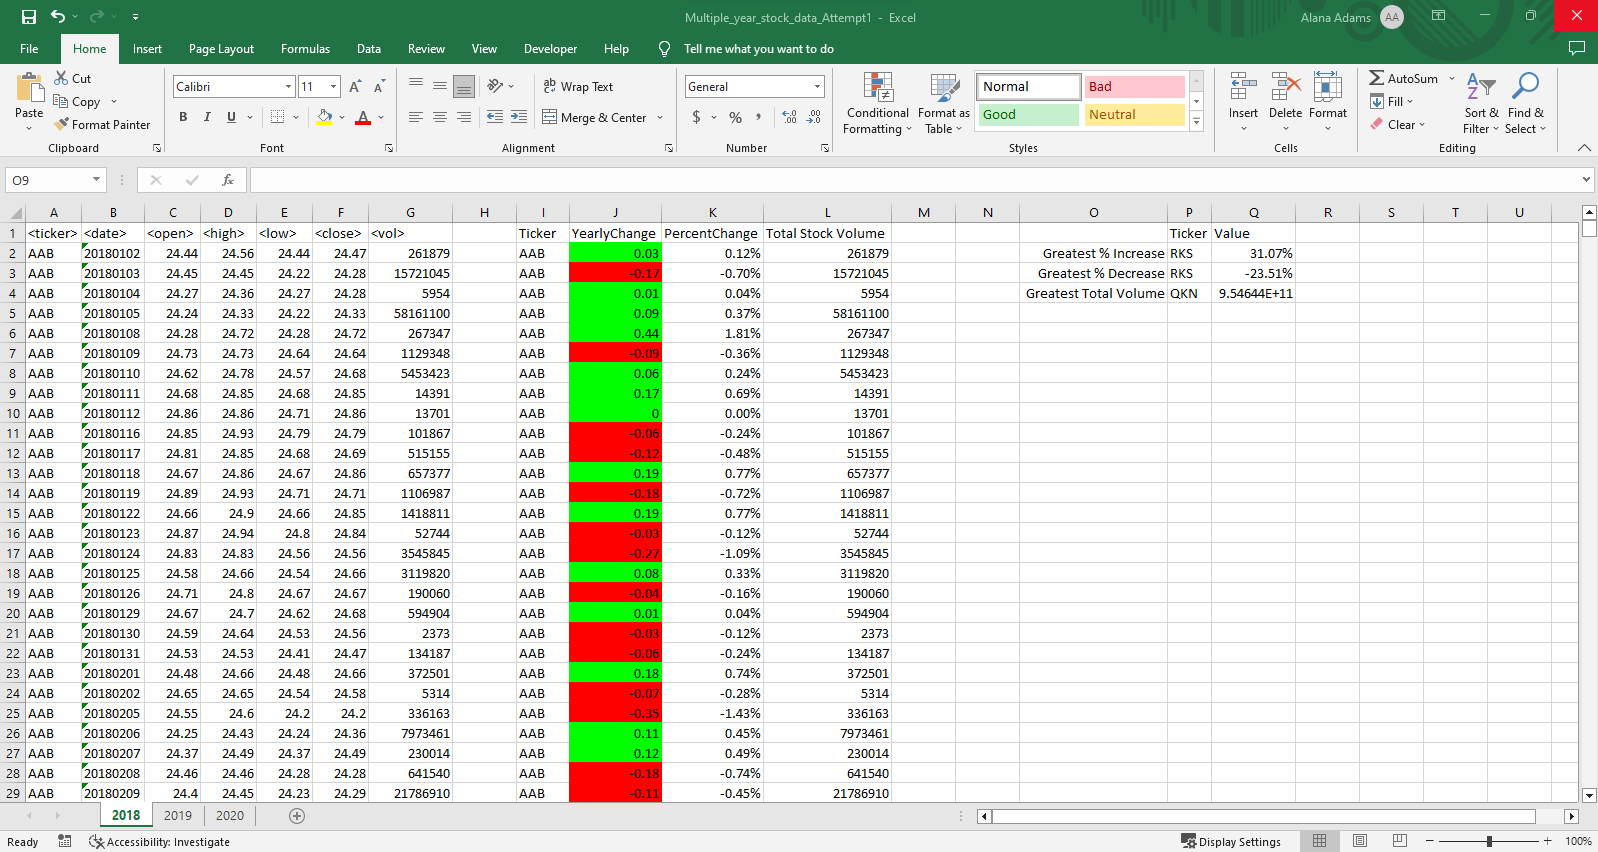 Multiple_year_stock_data_Attempt1 - Excel
Alana Adams AA
File Home Insert Page Layout Formulas Data Review View Developer Help Tell me what you want to do
Paste
Cut
Copy
Format Painter
Clipboard
Calibri 11
B I U
Font
Wrap Text
Merge & Center
Alignment
General
$ % ,
Number
Conditional Formatting
Format as Table
Normal Bad
Good Neutral
Styles
Insert Delete Format
Cells
AutoSum
Fill
Clear
Sort & Filter
Find & Select
Editing
O9 fx
A B C D E F G H I J K L M N O P Q R S T U
1 <ticker> <date> <open> <high> <low> <close> <vol> Ticker YearlyChange PercentChange Total Stock Volume Ticker Value
2 AAB 20180102 24.44 24.56 24.44 24.47 261879 AAB 0.03 0.12% 261879 Greatest % Increase RKS 31.07%
3 AAB 20180103 24.45 24.45 24.22 24.28 15721045 AAB -0.17 -0.70% 15721045 Greatest % Decrease RKS -23.51%
4 AAB 20180104 24.27 24.36 24.27 24.28 5954 AAB 0.01 0.04% 5954 Greatest Total Volume QKN 9.54644E+11
5 AAB 20180105 24.24 24.33 24.22 24.33 58161100 AAB 0.09 0.37% 58161100
6 AAB 20180108 24.28 24.72 24.28 24.72 267347 AAB 0.44 1.81% 267347
7 AAB 20180109 24.73 24.73 24.64 24.64 1129348 AAB -0.09 -0.36% 1129348
8 AAB 20180110 24.62 24.78 24.57 24.68 5453423 AAB 0.06 0.24% 5453423
9 AAB 20180111 24.68 24.85 24.68 24.85 14391 AAB 0.17 0.69% 14391
10 AAB 20180112 24.86 24.86 24.71 24.86 13701 AAB 0 0.00% 13701
11 AAB 20180116 24.85 24.93 24.79 24.79 101867 AAB -0.06 -0.24% 101867
12 AAB 20180117 24.81 24.85 24.68 24.69 515155 AAB -0.12 -0.48% 515155
13 AAB 20180118 24.67 24.86 24.67 24.86 657377 AAB 0.19 0.77% 657377
14 AAB 20180119 24.89 24.93 24.71 24.71 1106987 AAB -0.18 -0.72% 1106987
15 AAB 20180122 24.66 24.9 24.66 24.85 1418811 AAB 0.19 0.77% 1418811
16 AAB 20180123 24.87 24.94 24.8 24.84 52744 AAB -0.03 -0.12% 52744
17 AAB 20180124 24.83 24.83 24.56 24.56 3545845 AAB -0.27 -1.09% 3545845
18 AAB 20180125 24.58 24.66 24.54 24.66 3119820 AAB 0.08 0.33% 3119820
19 AAB 20180126 24.71 24.8 24.67 24.67 190060 AAB -0.04 -0.16% 190060
20 AAB 20180129 24.67 24.7 24.62 24.68 594904 AAB 0.01 0.04% 594904
21 AAB 20180130 24.59 24.64 24.53 24.56 2373 AAB -0.03 -0.12% 2373
22 AAB 20180131 24.53 24.53 24.41 24.47 134187 AAB -0.06 -0.24% 134187
23 AAB 20180201 24.48 24.66 24.48 24.66 372501 AAB 0.18 0.74% 372501
24 AAB 20180202 24.65 24.65 24.54 24.58 5314 AAB -0.07 -0.28% 5314
25 AAB 20180205 24.55 24.6 24.2 24.2 336163 AAB -0.35 -1.43% 336163
26 AAB 20180206 24.25 24.43 24.24 24.36 7973461 AAB 0.11 0.45% 7973461
27 AAB 20180207 24.37 24.49 24.37 24.49 230014 AAB 0.12 0.49% 230014
28 AAB 20180208 24.46 24.46 24.28 24.28 641540 AAB -0.18 -0.74% 641540
29 AAB 20180209 24.4 24.45 24.23 24.29 21786910 AAB -0.11 -0.45% 21786910
2018 2019 2020
Ready Accessibility: Investigate Display Settings 100%